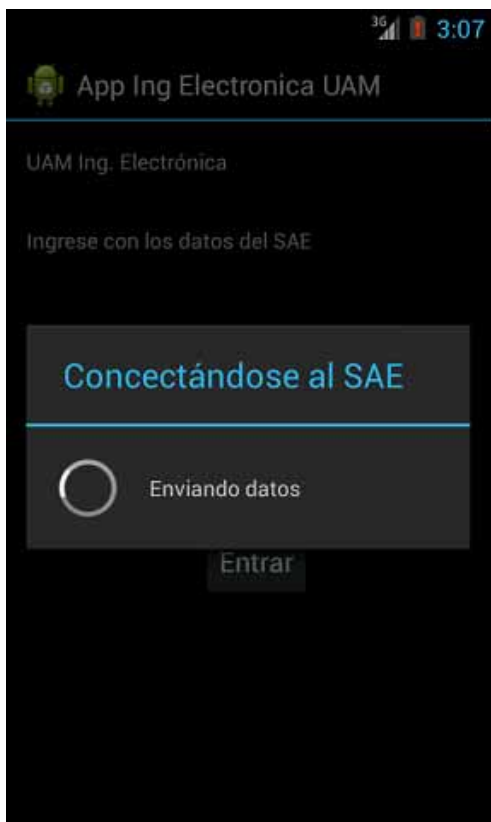 3G 3:07
App Ing Electronica UAM
UAM Ing. Electrónica
Ingrese con los datos del SAE
Concectándose al SAE
Enviando datos
Entrar